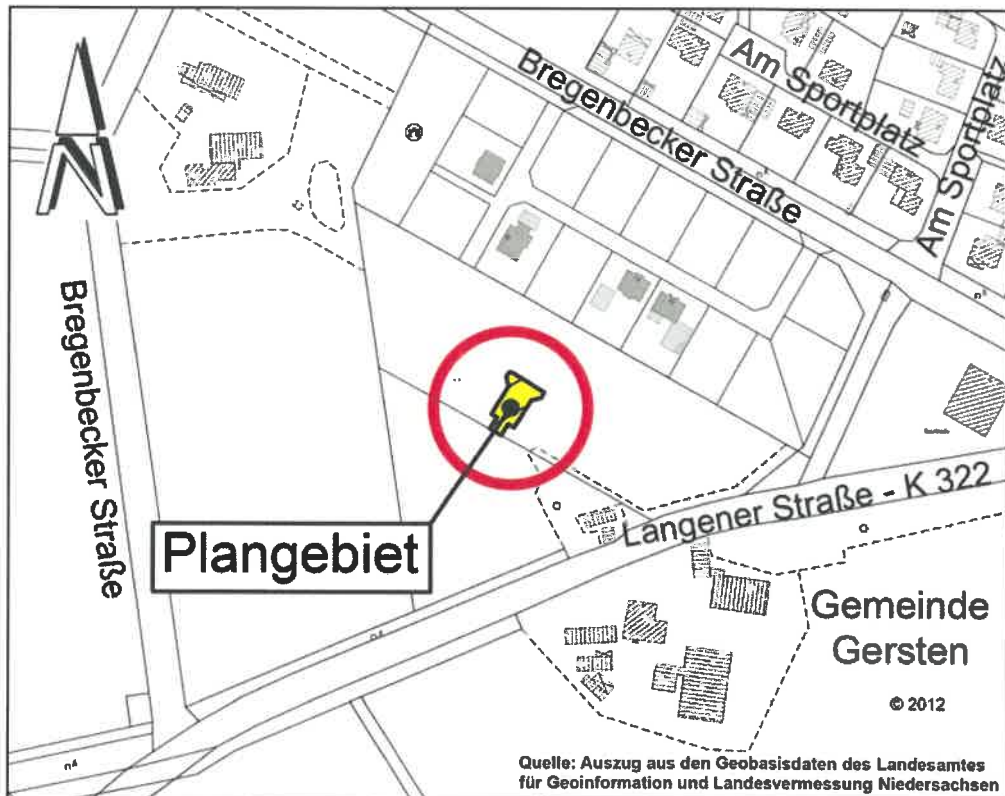 N
Bregenbecker Straße
Am Sportplatz
Am Sportplatz
Bregenbecker Straße
Plangebiet
Langener Straße - K 322
Gemeinde
Gersten
© 2012
Quelle: Auszug aus den Geobasisdaten des Landesamtes
für Geoinformation und Landesvermessung Niedersachsen